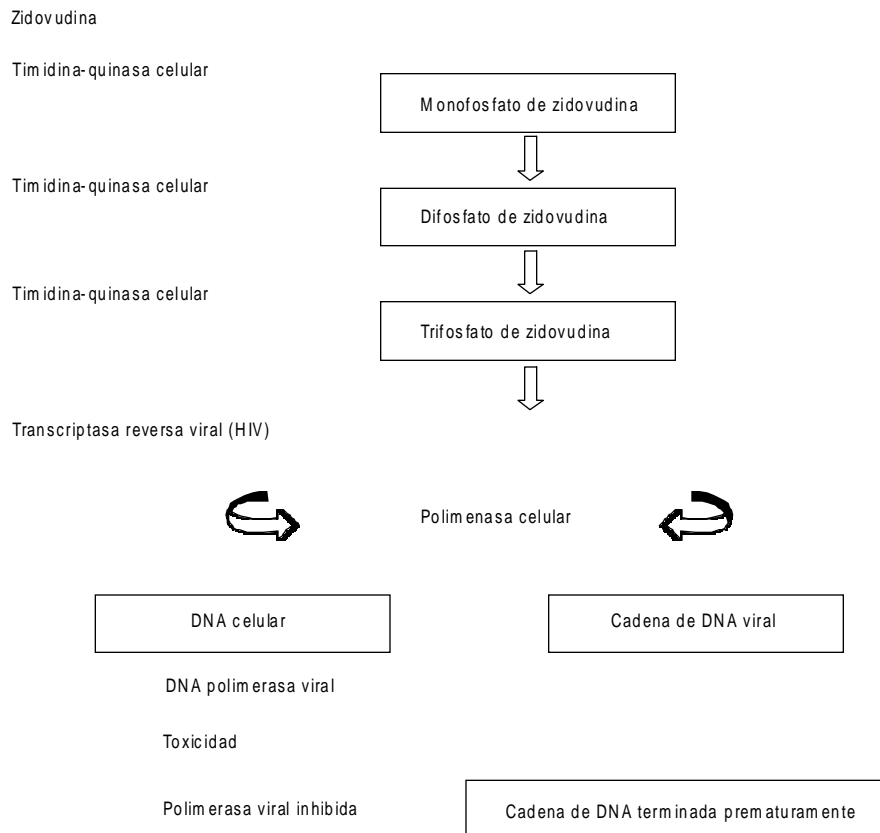 Zidovudina
Timidina-quinasa celular
Monofosfato de zidovudina
Timidina-quinasa celular
Difosfato de zidovudina
Timidina-quinasa celular
Trifosfato de zidovudina
Transcriptasa reversa viral (HIV)
Polimenasa celular
DNA celular
Cadena de DNA viral
DNA polimerasa viral
Toxicidad
Polimerasa viral inhibida
Cadena de DNA terminada prematuramente